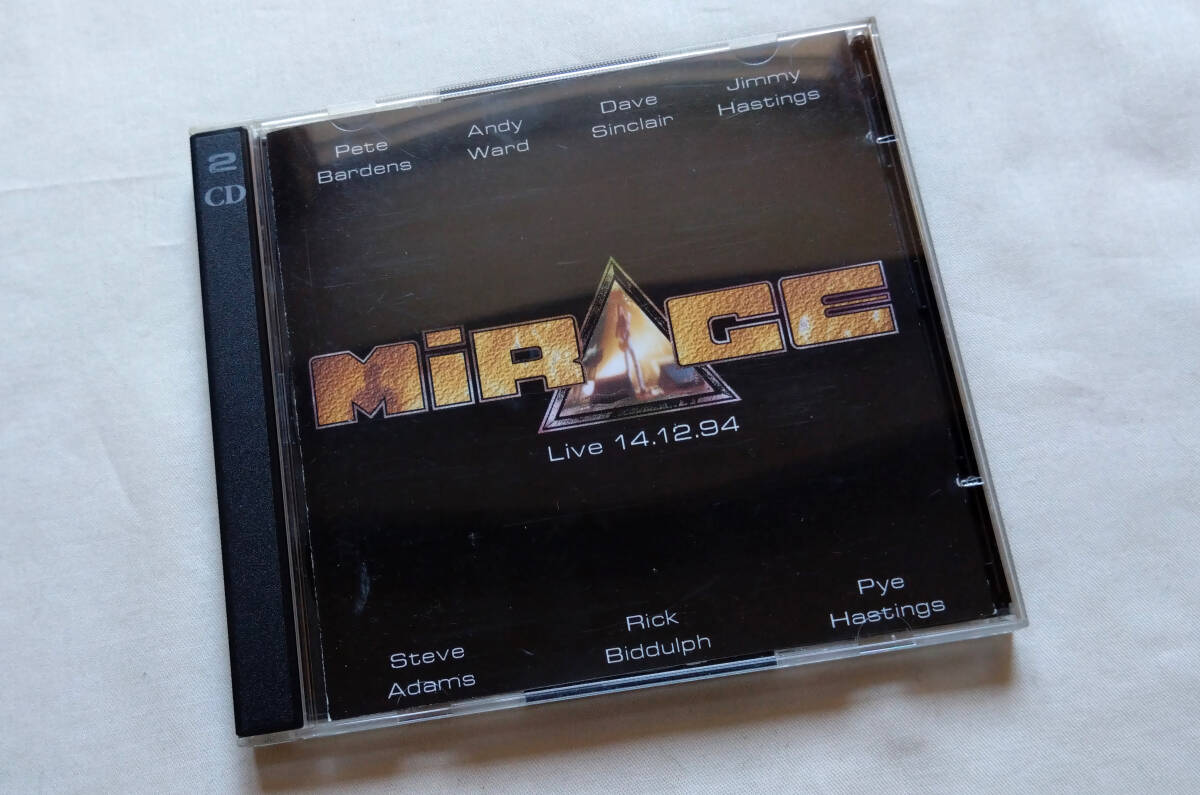 2
CD
Pete
Bardens
Andy
Ward
Dave
Sinclair
Jimmy
Hastings
MiRAGE
Live 14.12.94
Steve
Adams
Rick
Biddulph
Pye
Hastings